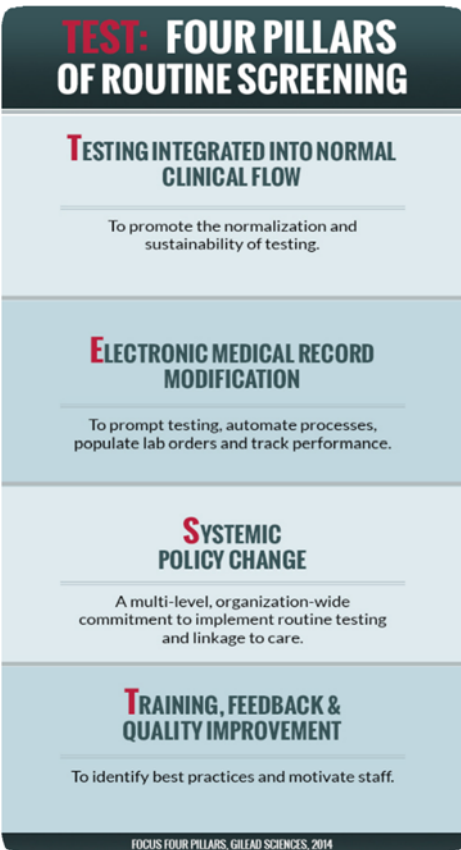 TEST: FOUR PILLARS
OF ROUTINE SCREENING
TESTING INTEGRATED INTO NORMAL
CLINICAL FLOW
To promote the normalization and
sustainability of testing.
ELECTRONIC MEDICAL RECORD
MODIFICATION
To prompt testing, automate processes,
populate lab orders and track performance.
SYSTEMIC
POLICY CHANGE
A multi-level, organization-wide
commitment to implement routine testing
and linkage to care.
TRAINING, FEEDBACK &
QUALITY IMPROVEMENT
To identify best practices and motivate staff.
FOCUS FOUR PILLARS, GILEAD SCIENCES, 2014